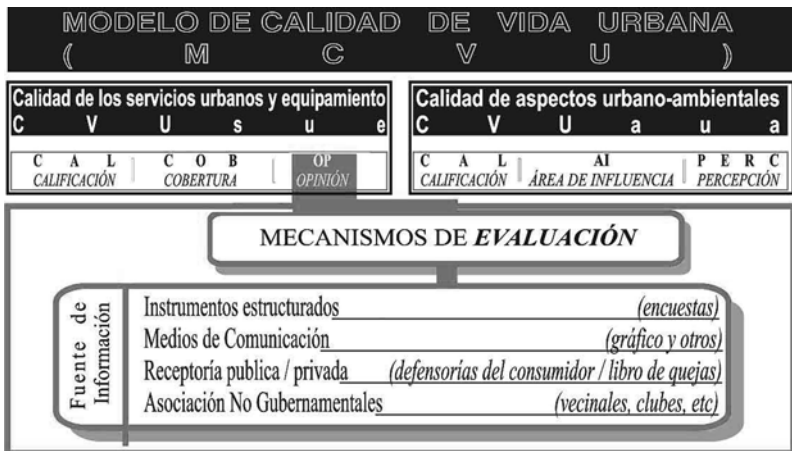 MODELO DE CALIDAD DE VIDA URBANA
( M C V U )
Calidad de los servicios urbanos y equipamiento
C V U s u e
C A L C O B OP
CALIFICACIÓN COBERTURA OPINIÓN
Calidad de aspectos urbano-ambientales
C V U a u a
C A L AI P E R C
CALIFICACIÓN ÁREA DE INFLUENCIA PERCEPCIÓN
MECANISMOS DE EVALUACIÓN
Fuente de
Información
Instrumentos estructurados (encuestas)
Medios de Comunicación (gráfico y otros)
Receptoría publica / privada (defensorías del consumidor / libro de quejas)
Asociación No Gubernamentales (vecinales, clubes, etc)